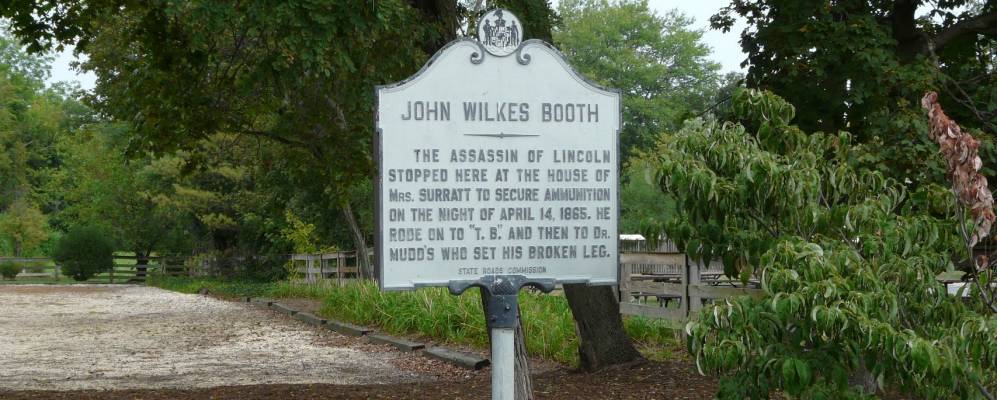 JOHN WILKES BOOTH
THE ASSASSIN OF LINCOLN
STOPPED HERE AT THE HOUSE OF
MRS. SURRATT TO SECURE AMMUNITION
ON THE NIGHT OF APRIL 14, 1865. HE
RODE ON TO "T. B." AND THEN TO DR.
MUDD'S WHO SET HIS BROKEN LEG.
STATE ROADS COMMISSION